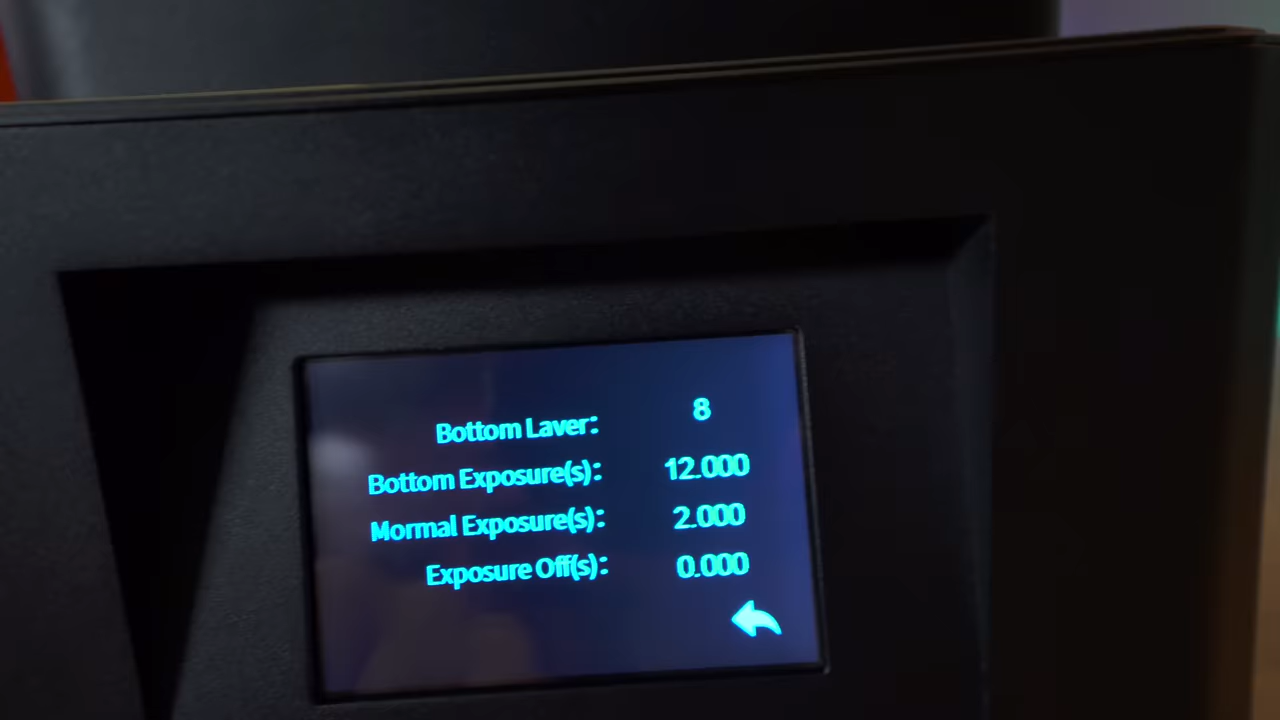 Bottom Laver: 8
Bottom Exposure(s): 12.000
Mormal Exposure(s): 2.000
Exposure Off(s): 0.000